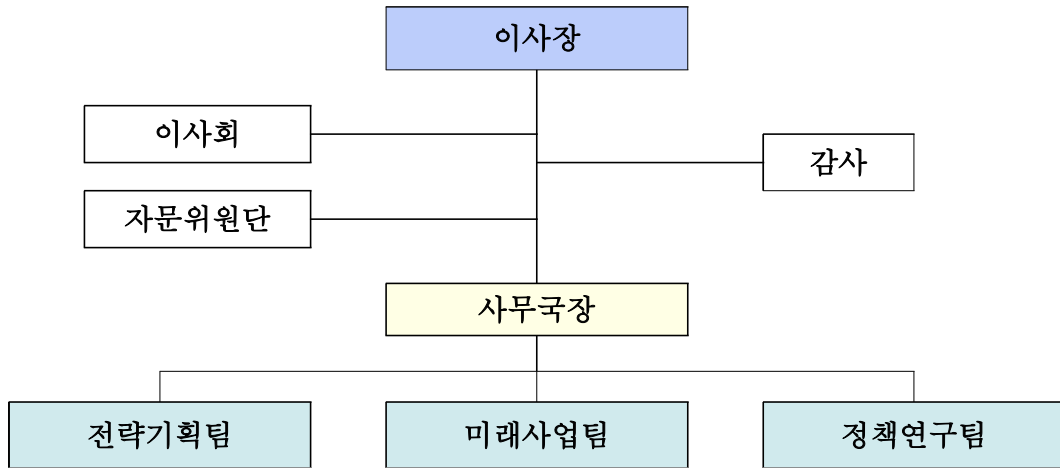 이사장
이사회
감사
자문위원단
사무국장
전략기획팀
미래사업팀
정책연구팀